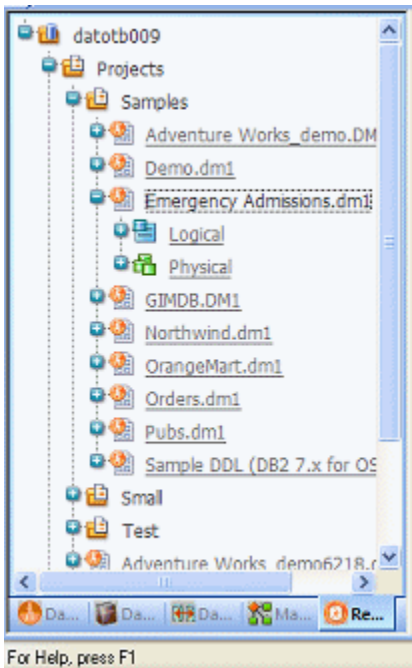 datotb009
Projects
Samples
Adventure Works_demo.DM
Demo.dm1
Emergency Admissions.dm1
Logical
Physical
GIMDB.DM1
Northwind.dm1
OrangeMart.dm1
Orders.dm1
Pubs.dm1
Sample DDL (DB2 7.x for OS
Small
Test
Adventure Works_demo6218.
Da... Da... Da... Ma... Re...
For Help, press F1